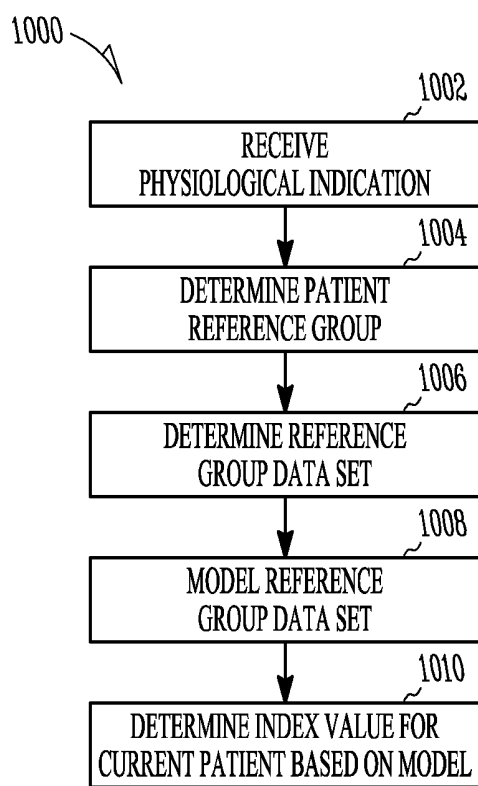 1000
1002
RECEIVE
PHYSIOLOGICAL INDICATION
1004
DETERMINE PATIENT
REFERENCE GROUP
1006
DETERMINE REFERENCE
GROUP DATA SET
1008
MODEL REFERENCE
GROUP DATA SET
1010
DETERMINE INDEX VALUE FOR
CURRENT PATIENT BASED ON MODEL